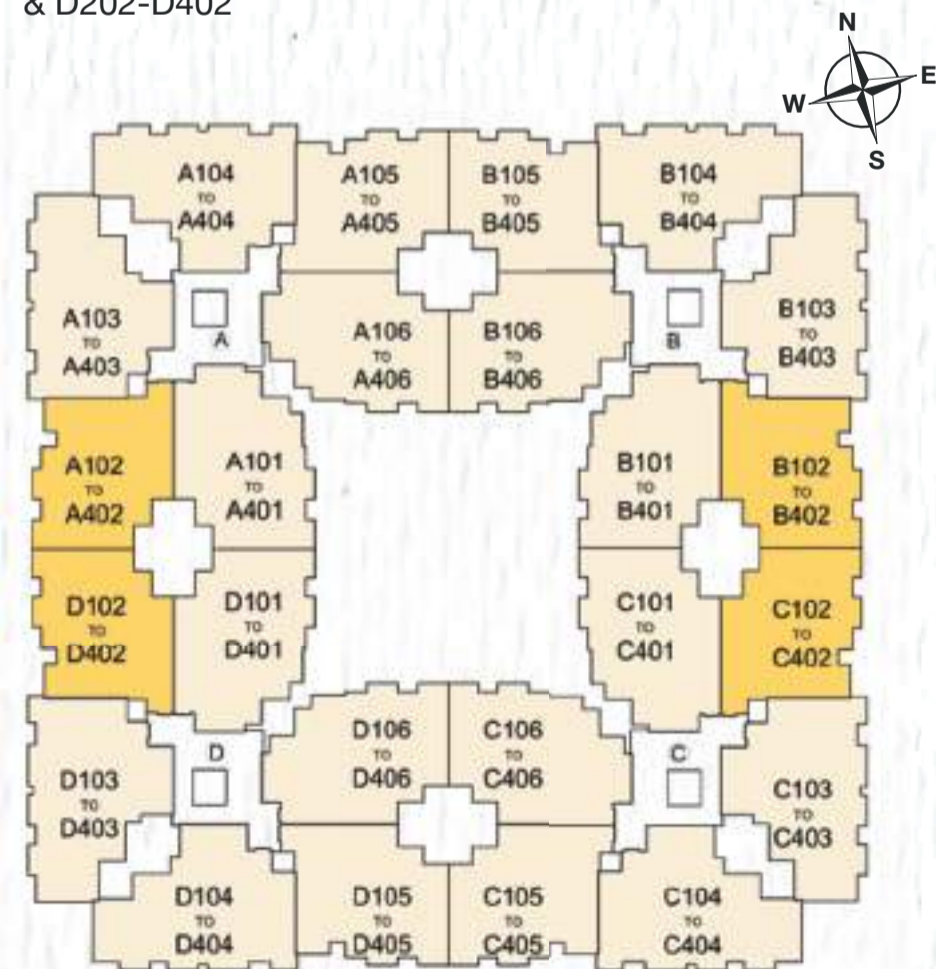 & D202-D402
N
E
W
S
A104
TO
A404
A105
TO
A405
B105
TO
B405
B104
TO
B404
A103
TO
A403
A
A106
TO
A406
B106
TO
B406
B
B103
TO
B403
A102
TO
A402
A101
TO
A401
B101
TO
B401
B102
TO
B402
D102
TO
D402
D101
TO
D401
C101
TO
C401
C102
TO
C402
D103
TO
D403
D
D106
TO
D406
C106
TO
C406
C
C103
TO
C403
D104
TO
D404
D105
TO
D405
C105
TO
C405
C104
TO
C404